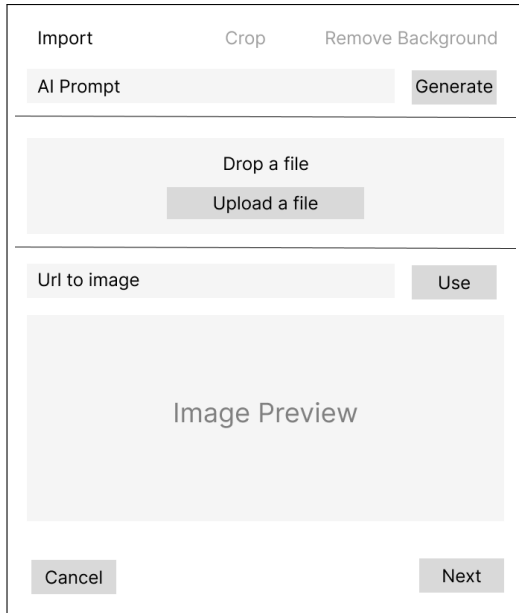 Import Crop Remove Background
AI Prompt Generate
Drop a file
Upload a file
Url to image Use
Image Preview
Cancel Next